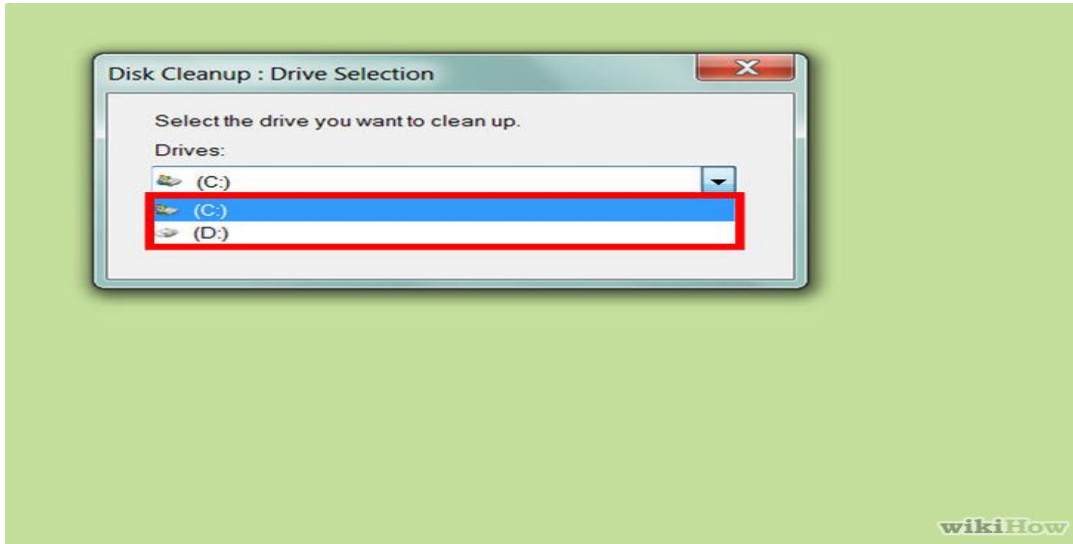 Disk Cleanup : Drive Selection
Select the drive you want to clean up.
Drives:
(C:)
(C:)
(D:)
wikiHow